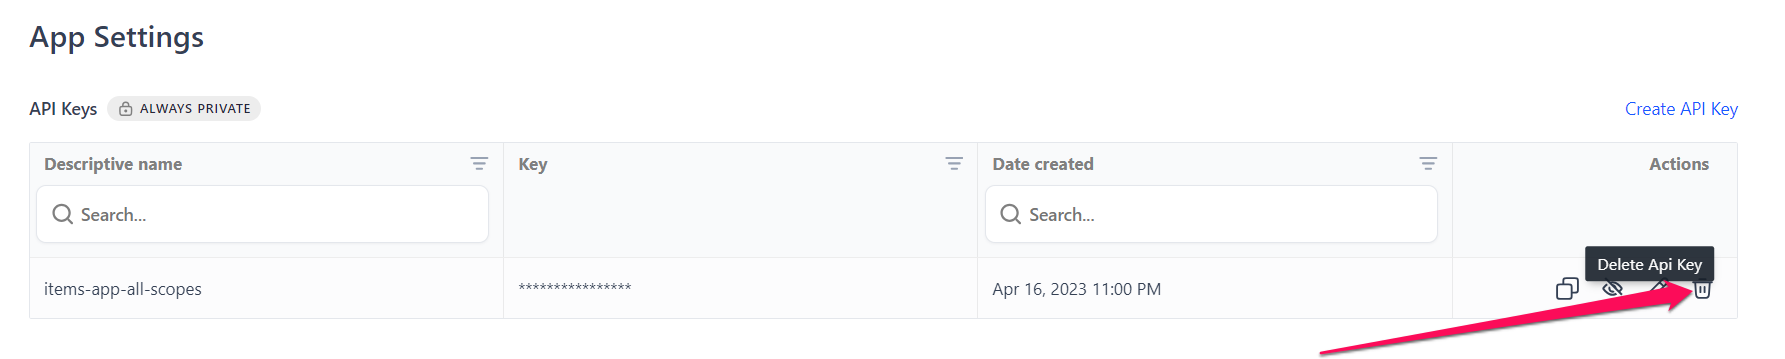 App Settings
API Keys ALWAYS PRIVATE Create API Key
Descriptive name Key Date created Actions
Search... Search...
Delete Api Key
items-app-all-scopes **************** Apr 16, 2023 11:00 PM